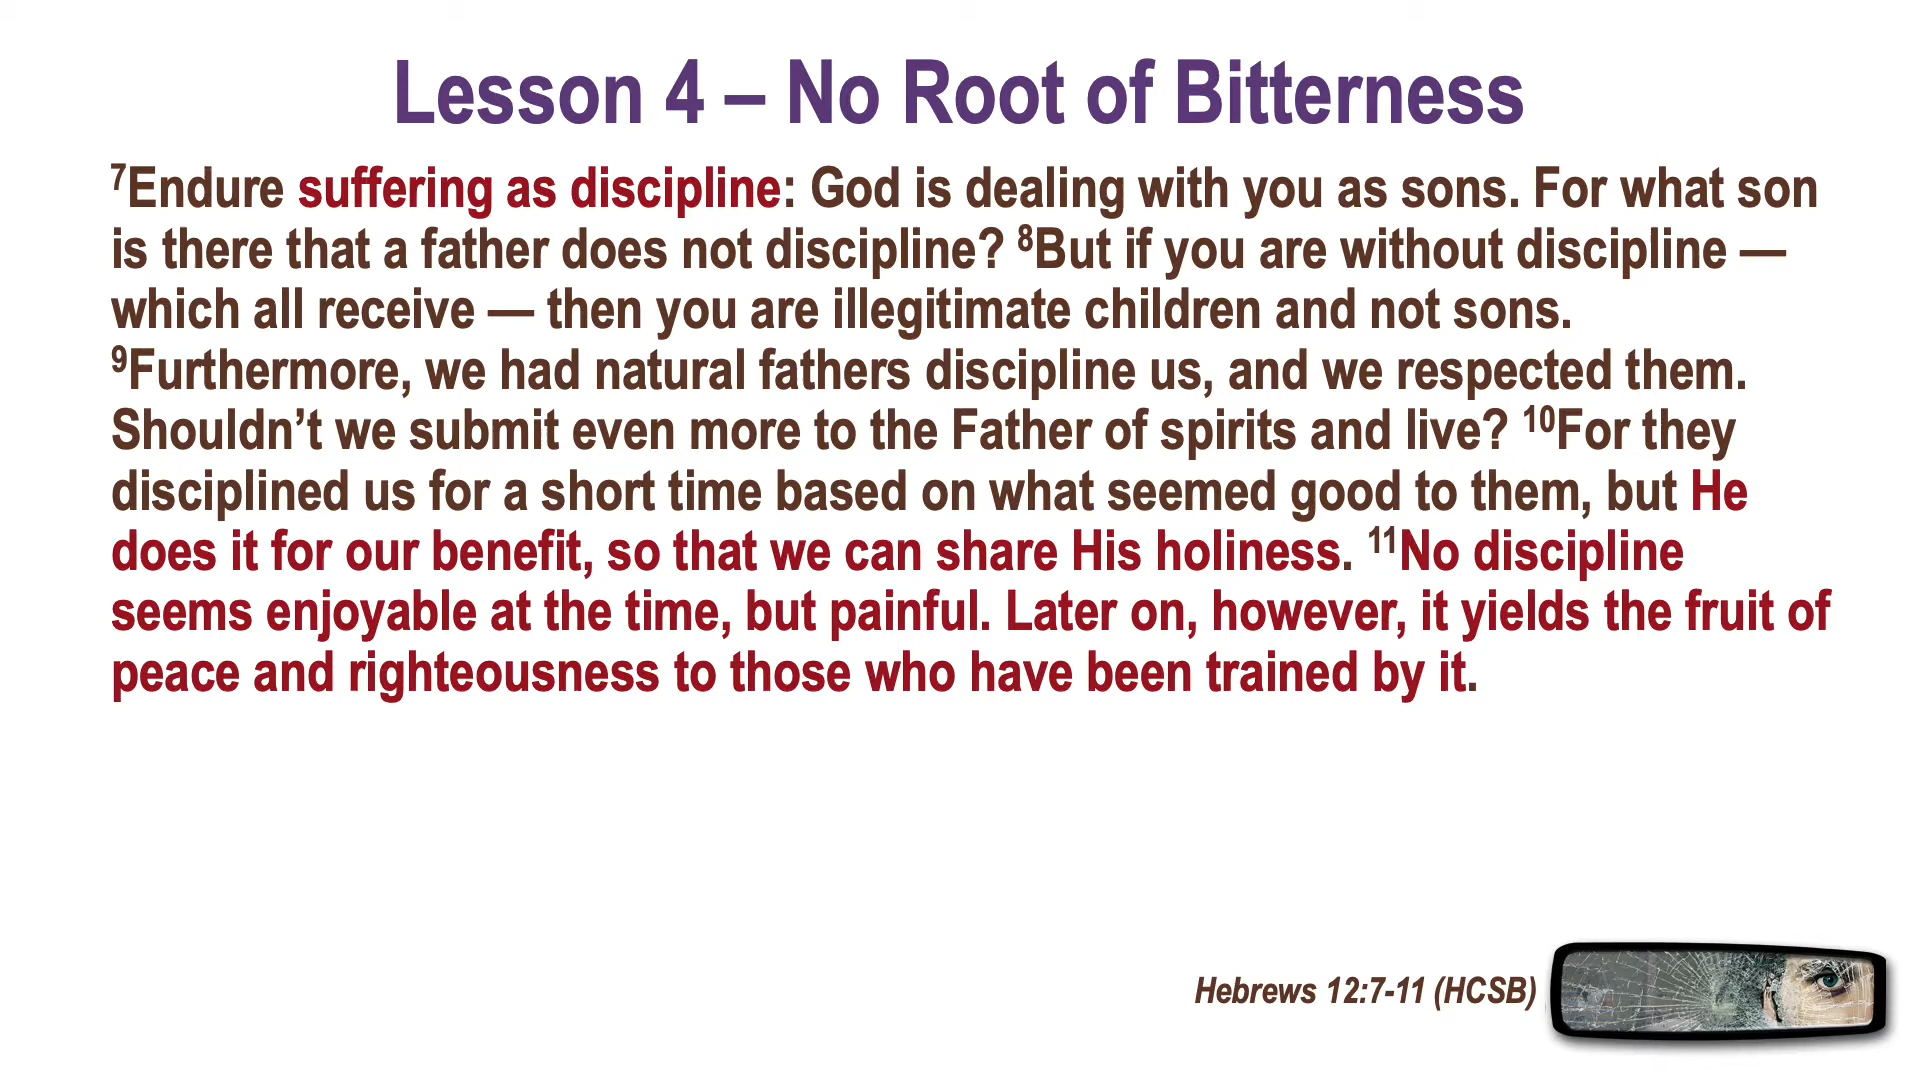 Lesson 4 – No Root of Bitterness
⁷Endure suffering as discipline: God is dealing with you as sons. For what son
is there that a father does not discipline? ⁸But if you are without discipline —
which all receive — then you are illegitimate children and not sons.
⁹Furthermore, we had natural fathers discipline us, and we respected them.
Shouldn’t we submit even more to the Father of spirits and live? ¹⁰For they
disciplined us for a short time based on what seemed good to them, but He
does it for our benefit, so that we can share His holiness. ¹¹No discipline
seems enjoyable at the time, but painful. Later on, however, it yields the fruit of
peace and righteousness to those who have been trained by it.
Hebrews 12:7-11 (HCSB)